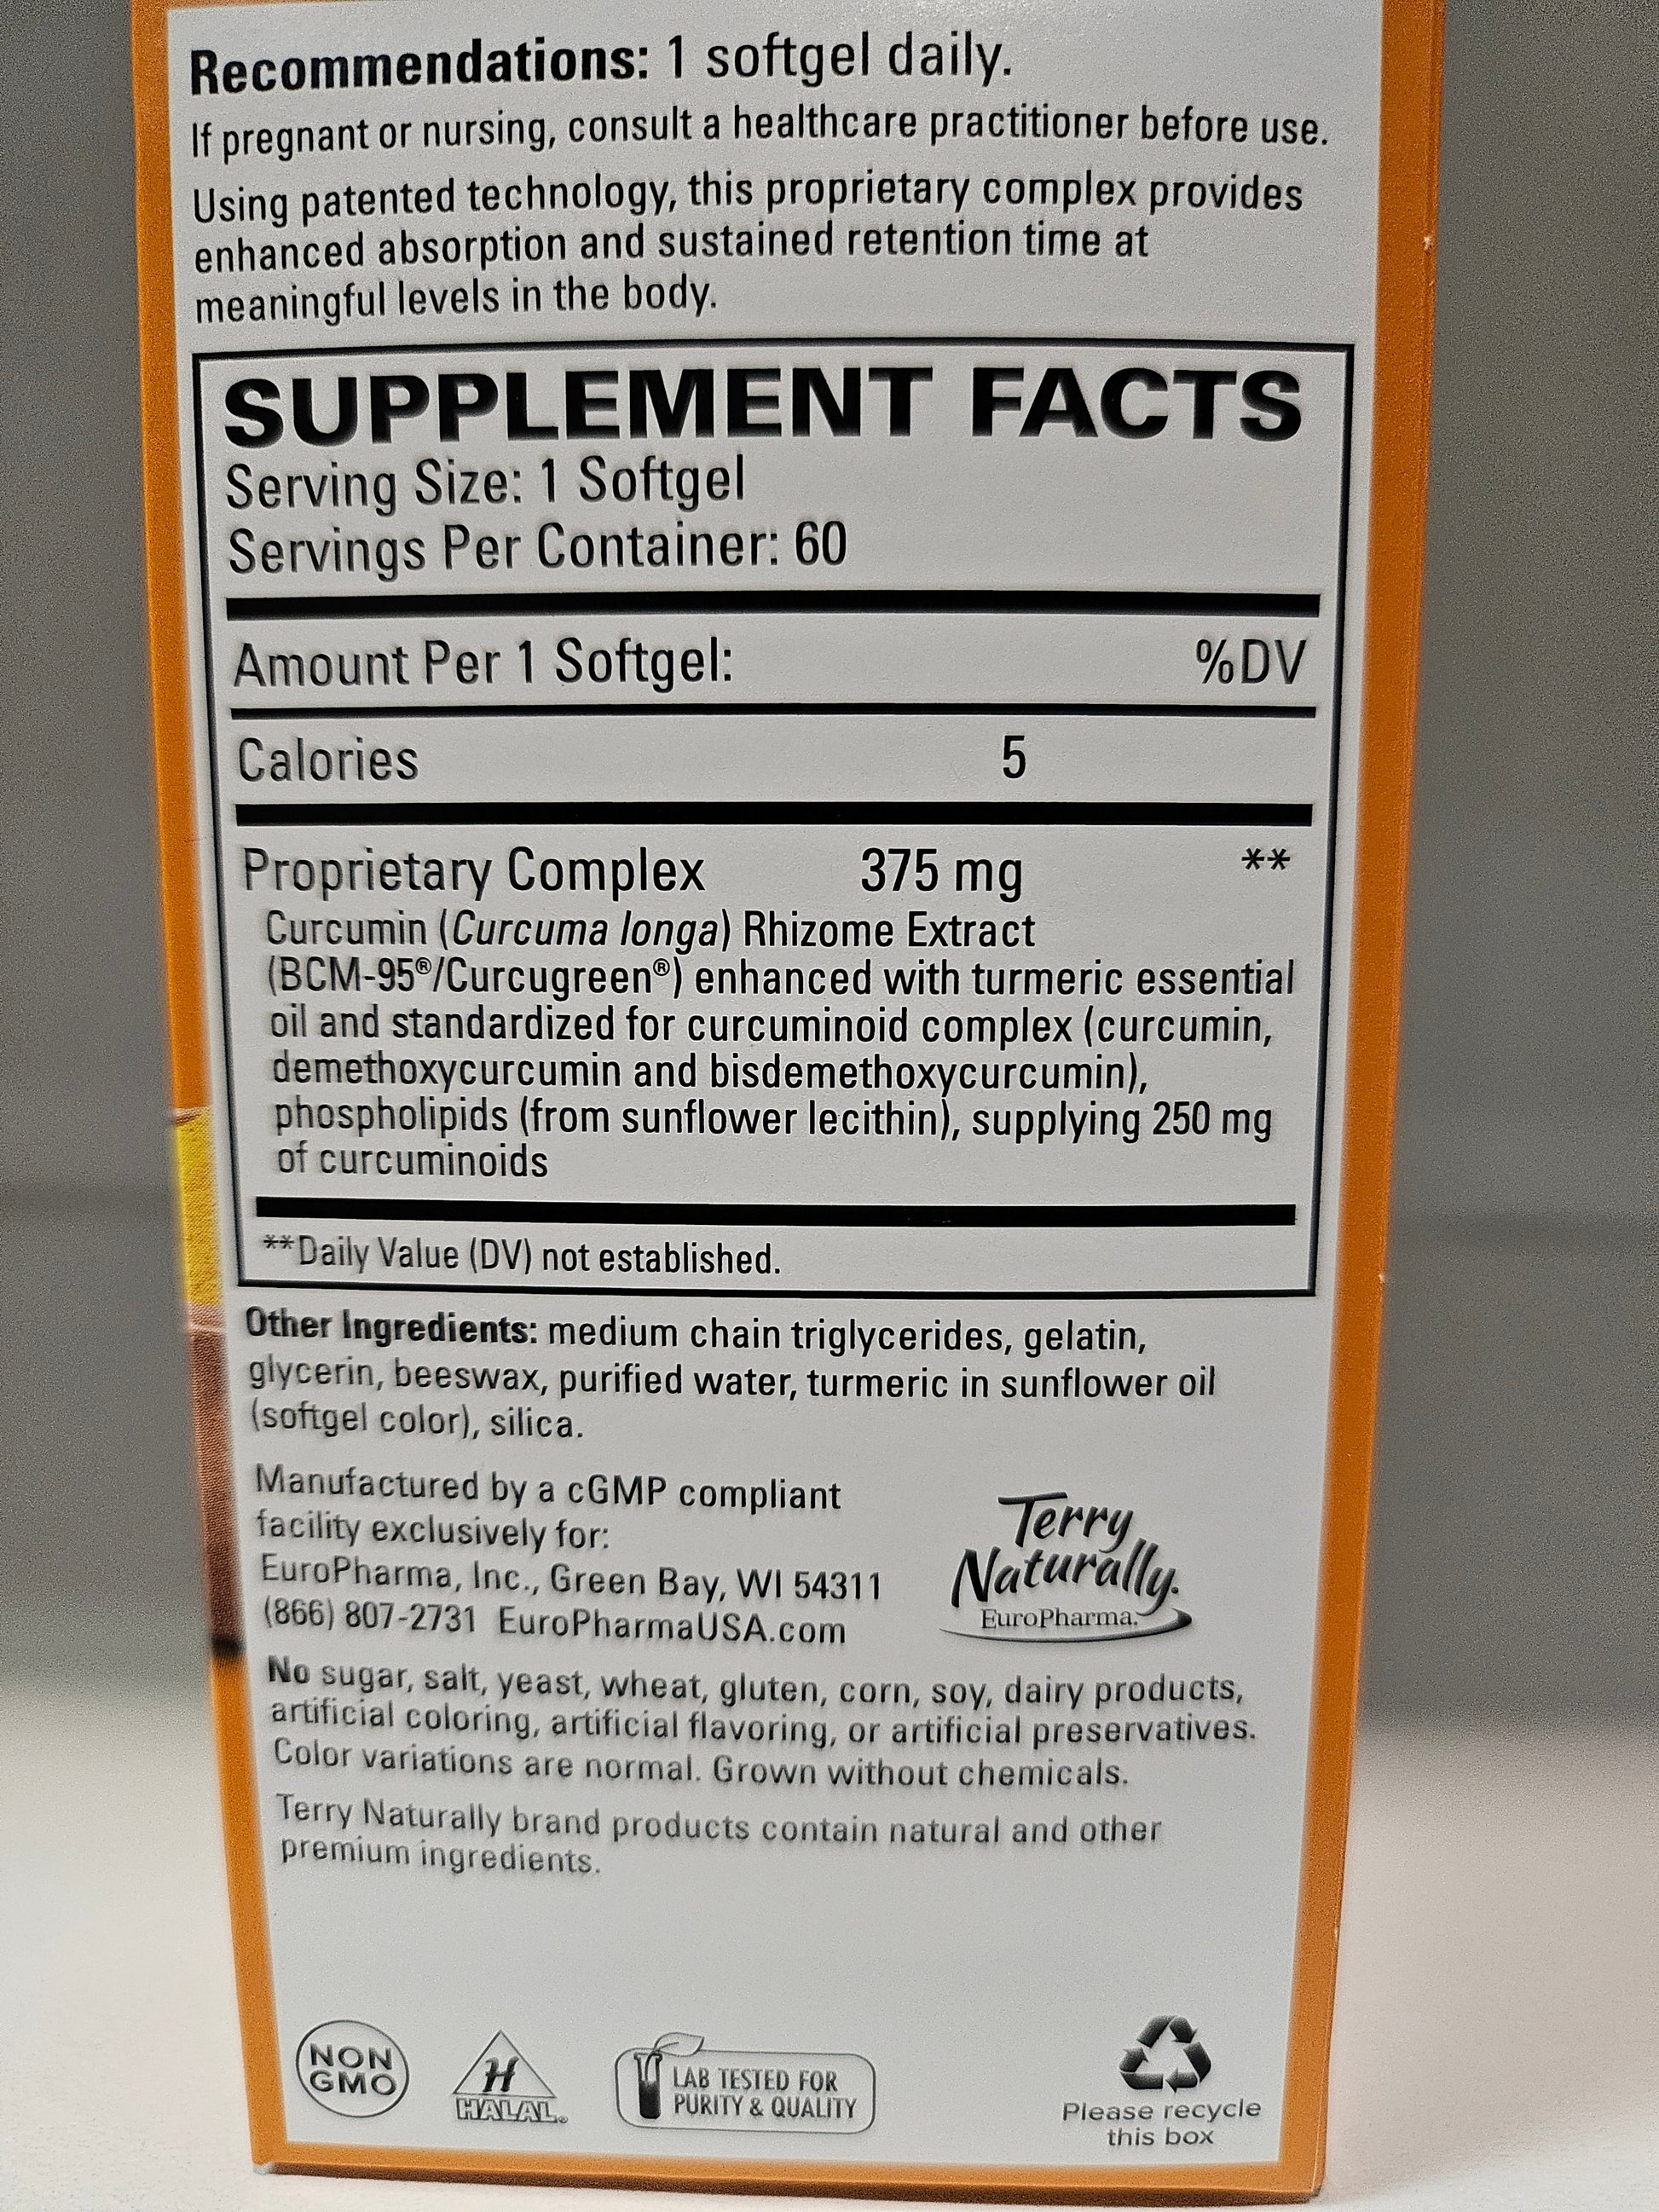 Recommendations: 1 softgel daily.
If pregnant or nursing, consult a healthcare practitioner before use.
Using patented technology, this proprietary complex provides
enhanced absorption and sustained retention time at
meaningful levels in the body.
SUPPLEMENT FACTS
Serving Size: 1 Softgel
Servings Per Container: 60
Amount Per 1 Softgel: %DV
Calories 5
Proprietary Complex 375 mg **
Curcumin (Curcuma longa) Rhizome Extract
(BCM-95®/Curcugreen®) enhanced with turmeric essential
oil and standardized for curcuminoid complex (curcumin,
demethoxycurcumin and bisdemethoxycurcumin),
phospholipids (from sunflower lecithin), supplying 250 mg
of curcuminoids
**Daily Value (DV) not established.
Other Ingredients: medium chain triglycerides, gelatin,
glycerin, beeswax, purified water, turmeric in sunflower oil
(softgel color), silica.
Manufactured by a cGMP compliant
facility exclusively for:
EuroPharma, Inc., Green Bay, WI 54311
(866) 807-2731 EuroPharmaUSA.com
Terry
Naturally.
EuroPharma.
No sugar, salt, yeast, wheat, gluten, corn, soy, dairy products,
artificial coloring, artificial flavoring, or artificial preservatives.
Color variations are normal. Grown without chemicals.
Terry Naturally brand products contain natural and other
premium ingredients.
NON
GMO
H
HALAL®
LAB TESTED FOR
PURITY & QUALITY
Please recycle
this box